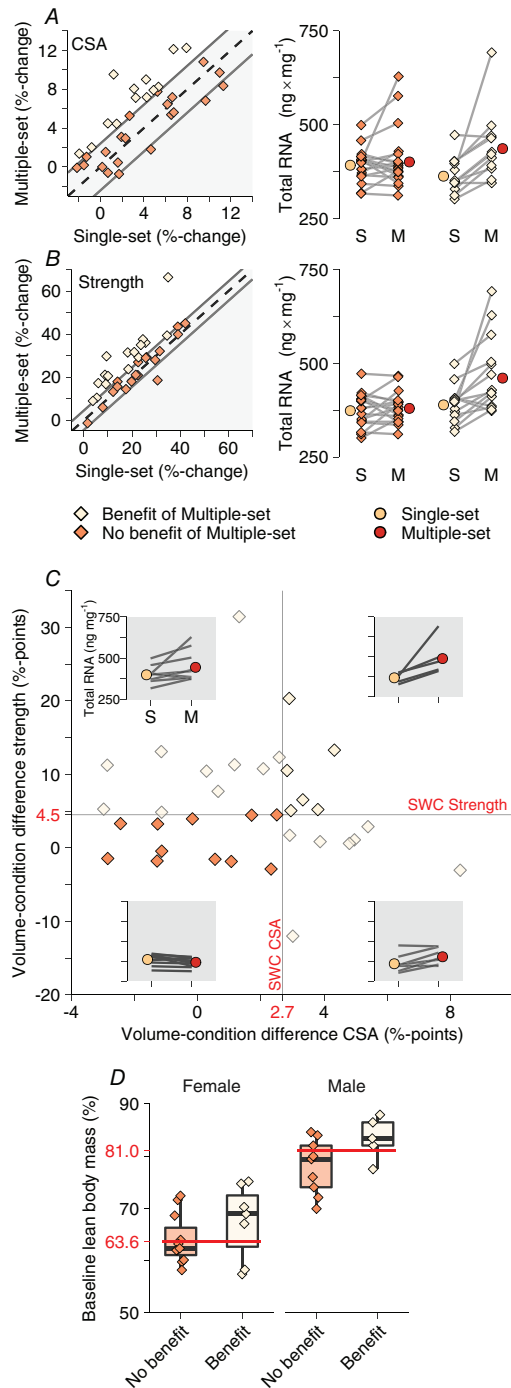 A
CSA
Multiple-set (%-change)
12
8
4
0
0
4
8
12
Single-set (%-change)
Total RNA (ng × mg⁻¹)
750
500
250
S
M
S
M
B
Strength
Multiple-set (%-change)
60
40
20
0
0
20
40
60
Single-set (%-change)
Total RNA (ng × mg⁻¹)
750
500
250
S
M
S
M
Benefit of Multiple-set
No benefit of Multiple-set
Single-set
Multiple-set
C
Volume-condition difference strength (%-points)
30
20
10
4.5
0
-10
-20
-4
0
2.7
4
8
Volume-condition difference CSA (%-points)
Total RNA (ng mg⁻¹)
750
500
250
S
M
SWC Strength
SWC CSA
D
Female
Male
Baseline lean body mass (%)
90
81.0
70
63.6
50
No benefit
Benefit
No benefit
Benefit